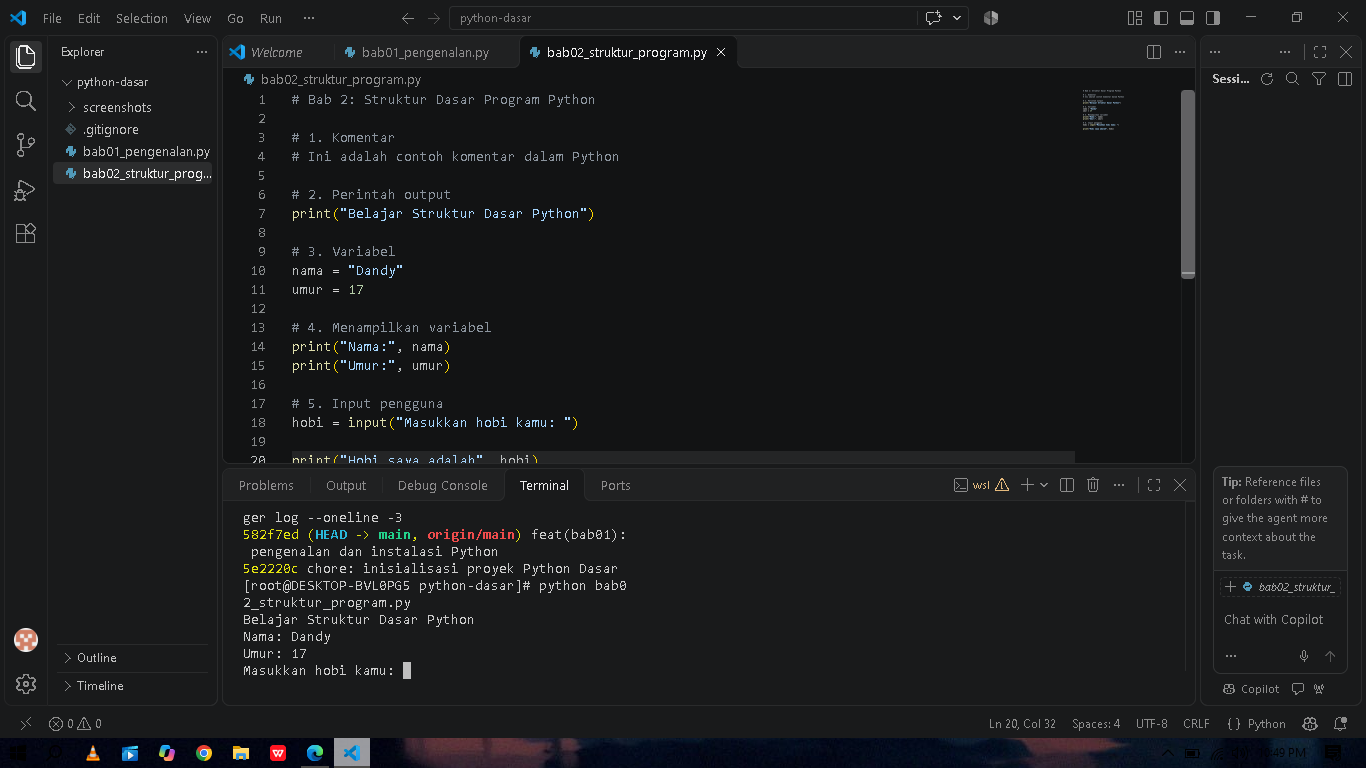 File Edit Selection View Go Run ···
python-dasar
Explorer ···
python-dasar
screenshots
.gitignore
bab01_pengenalan.py
bab02_struktur_prog...
Outline
Timeline
Welcome
bab01_pengenalan.py
bab02_struktur_program.py
bab02_struktur_program.py
1 # Bab 2: Struktur Dasar Program Python
2
3 # 1. Komentar
4 # Ini adalah contoh komentar dalam Python
5
6 # 2. Perintah output
7 print("Belajar Struktur Dasar Python")
8
9 # 3. Variabel
10 nama = "Dandy"
11 umur = 17
12
13 # 4. Menampilkan variabel
14 print("Nama:", nama)
15 print("Umur:", umur)
16
17 # 5. Input pengguna
18 hobi = input("Masukkan hobi kamu: ")
19
20 print("Hobi saya adalah", hobi)
Problems Output Debug Console Terminal Ports
wsl
ger log --oneline -3
582f7ed (HEAD -> main, origin/main) feat(bab01):
pengenalan dan instalasi Python
5e2220c chore: inisialisasi proyek Python Dasar
[root@DESKTOP-BVL0PG5 python-dasar]# python bab0
2_struktur_program.py
Belajar Struktur Dasar Python
Nama: Dandy
Umur: 17
Masukkan hobi kamu:
Sessi...
Tip: Reference files
or folders with # to
give the agent more
context about the
task.
bab02_struktur_
Chat with Copilot
Copilot
0 0
Ln 20, Col 32 Spaces: 4 UTF-8 CRLF {} Python